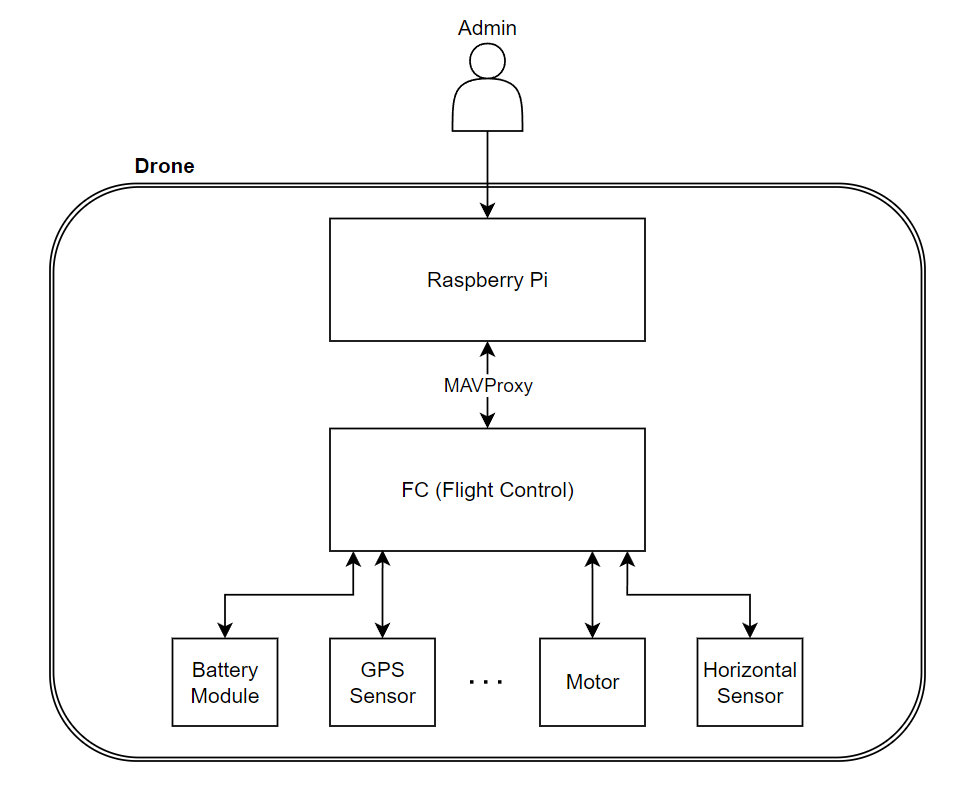 Admin
Drone
Raspberry Pi
MAVProxy
FC (Flight Control)
Battery
Module
GPS
Sensor
...
Motor
Horizontal
Sensor